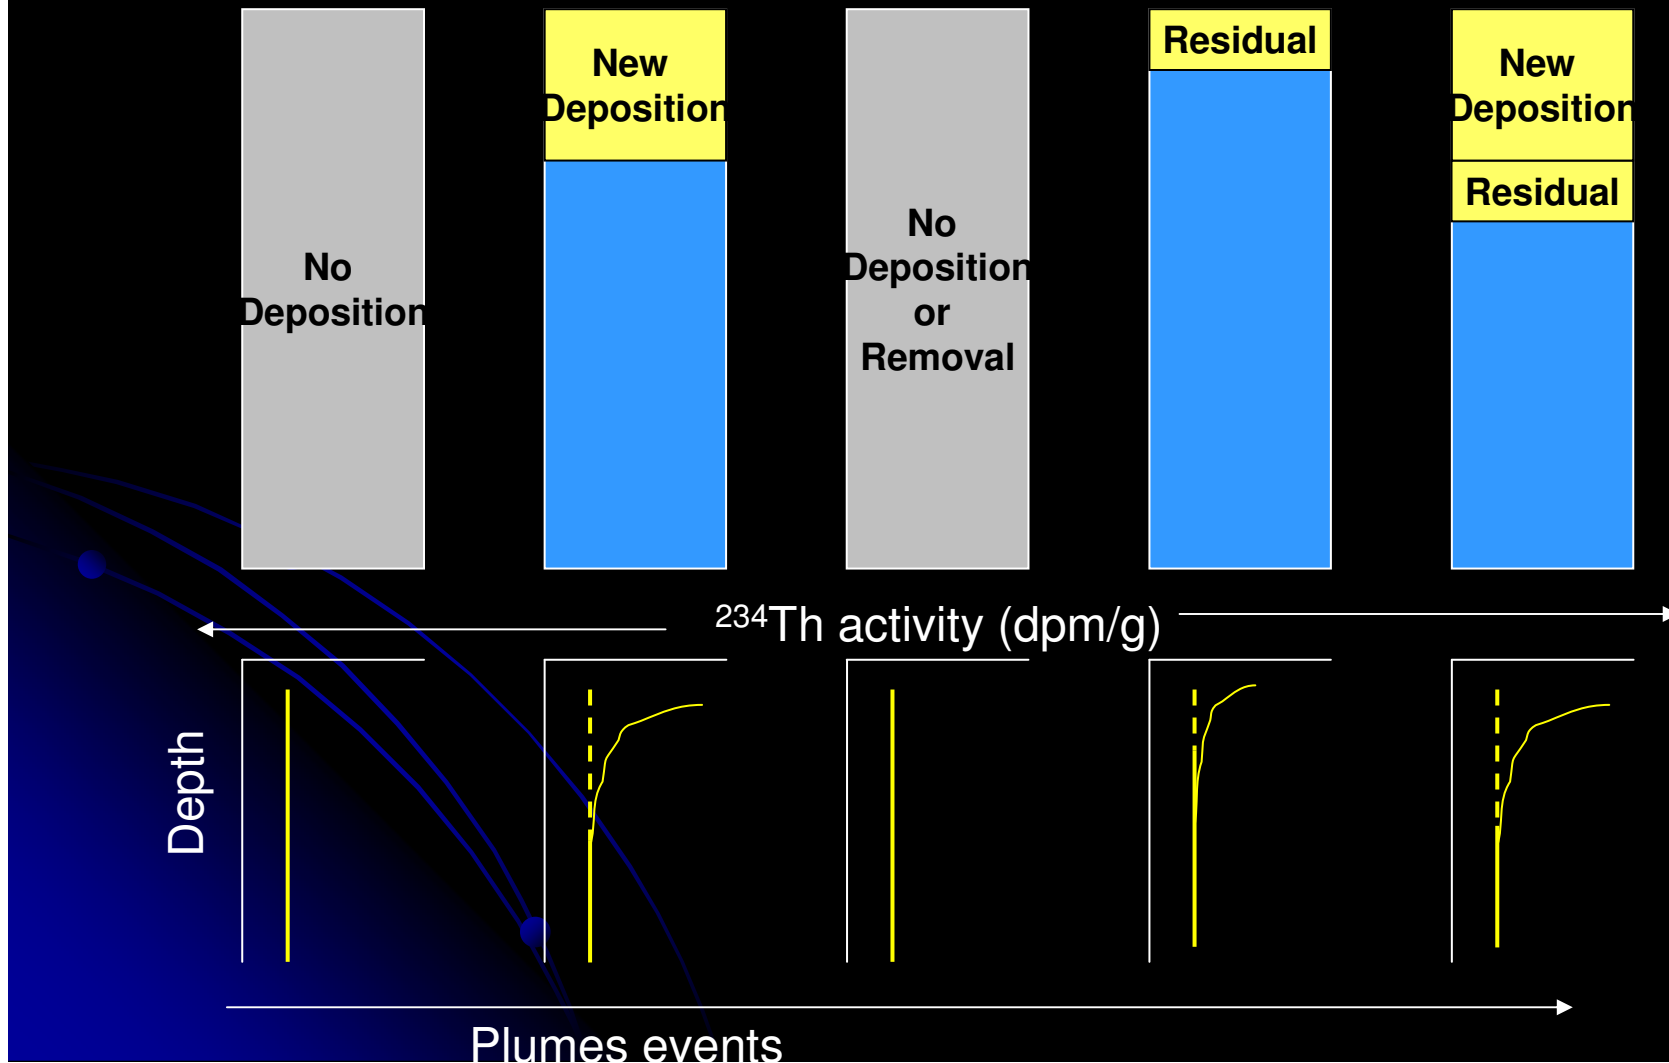 No
Deposition
New
Deposition
No
Deposition
or
Removal
Residual
New
Deposition
Residual
²³⁴Th activity (dpm/g)
Depth
Plumes events